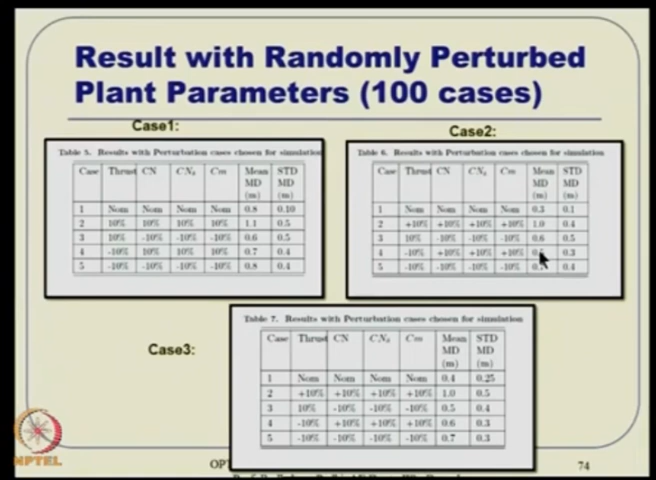 Result with Randomly Perturbed
Plant Parameters (100 cases)
Case1:
Table 5. Results with Perturbation cases chosen for simulation
Case Thrust CN CNδ Cm Mean MD (m) STD MD (m)
1 Nom Nom Nom Nom 0.8 0.10
2 10% 10% 10% 10% 1.1 0.5
3 10% -10% -10% -10% 0.6 0.5
4 -10% 10% 10% 10% 0.7 0.4
5 -10% -10% -10% -10% 0.8 0.4
Case2:
Table 6. Results with Perturbation cases chosen for simulation
Case Thrust CN CNδ Cm Mean MD (m) STD MD (m)
1 Nom Nom Nom Nom 0.3 0.1
2 +10% +10% +10% +10% 1.0 0.4
3 10% -10% -10% -10% 0.6 0.5
4 -10% +10% +10% +10% 0.3
5 -10% -10% -10% -10% 0.4
Case3:
Table 7. Results with Perturbation cases chosen for simulation
Case Thrust CN CNδ Cm Mean MD (m) STD MD (m)
1 Nom Nom Nom Nom 0.4 0.25
2 +10% +10% +10% +10% 1.0 0.5
3 10% -10% -10% -10% 0.5 0.4
4 -10% +10% +10% +10% 0.6 0.3
5 -10% -10% -10% -10% 0.7 0.3
NPTEL
74